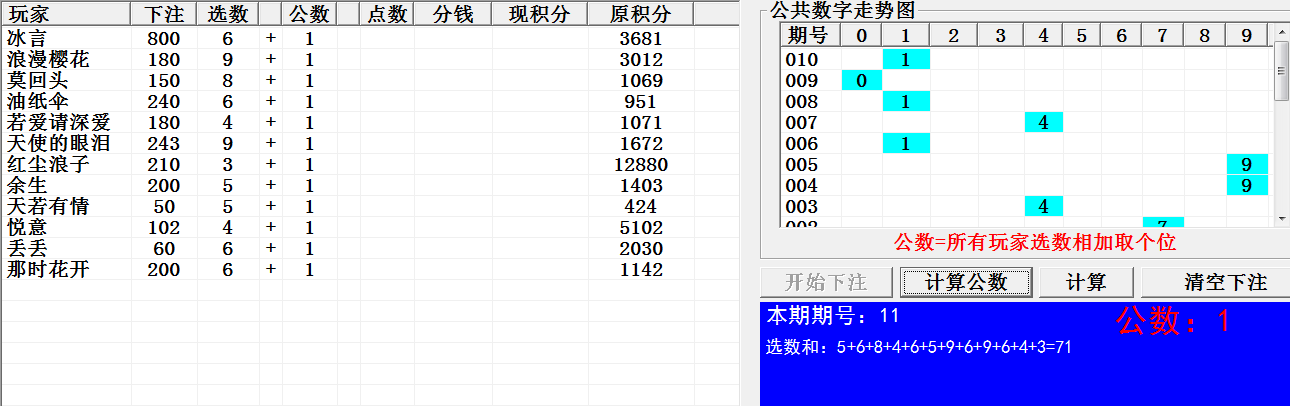 玩家 下注 选数 公数 点数 分钱 现积分 原积分
冰言 800 6 + 1 3681
浪漫樱花 180 9 + 1 3012
莫回头 150 8 + 1 1069
油纸伞 240 6 + 1 951
若爱请深爱 180 4 + 1 1071
天使的眼泪 243 9 + 1 1672
红尘浪子 210 3 + 1 12880
余生 200 5 + 1 1403
天若有情 50 5 + 1 424
悦意 102 4 + 1 5102
丢丢 60 6 + 1 2030
那时花开 200 6 + 1 1142
公共数字走势图
期号 0 1 2 3 4 5 6 7 8 9
010 1
009 0
008 1
007 4
006 1
005 9
004 9
003 4
002 7
公数=所有玩家选数相加取个位
开始下注 计算公数 计算 清空下注
本期期号：11
公数：1
选数和：5+6+8+4+6+5+9+6+9+6+4+3=71